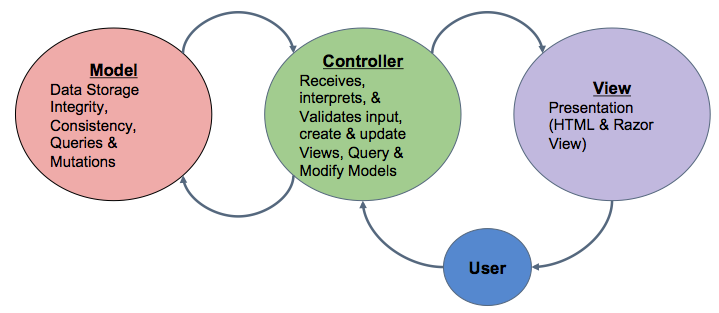 Model
Data Storage
Integrity,
Consistency,
Queries &
Mutations
Controller
Receives,
interprets, &
Validates input,
create & update
Views, Query &
Modify Models
View
Presentation
(HTML & Razor
View)
User